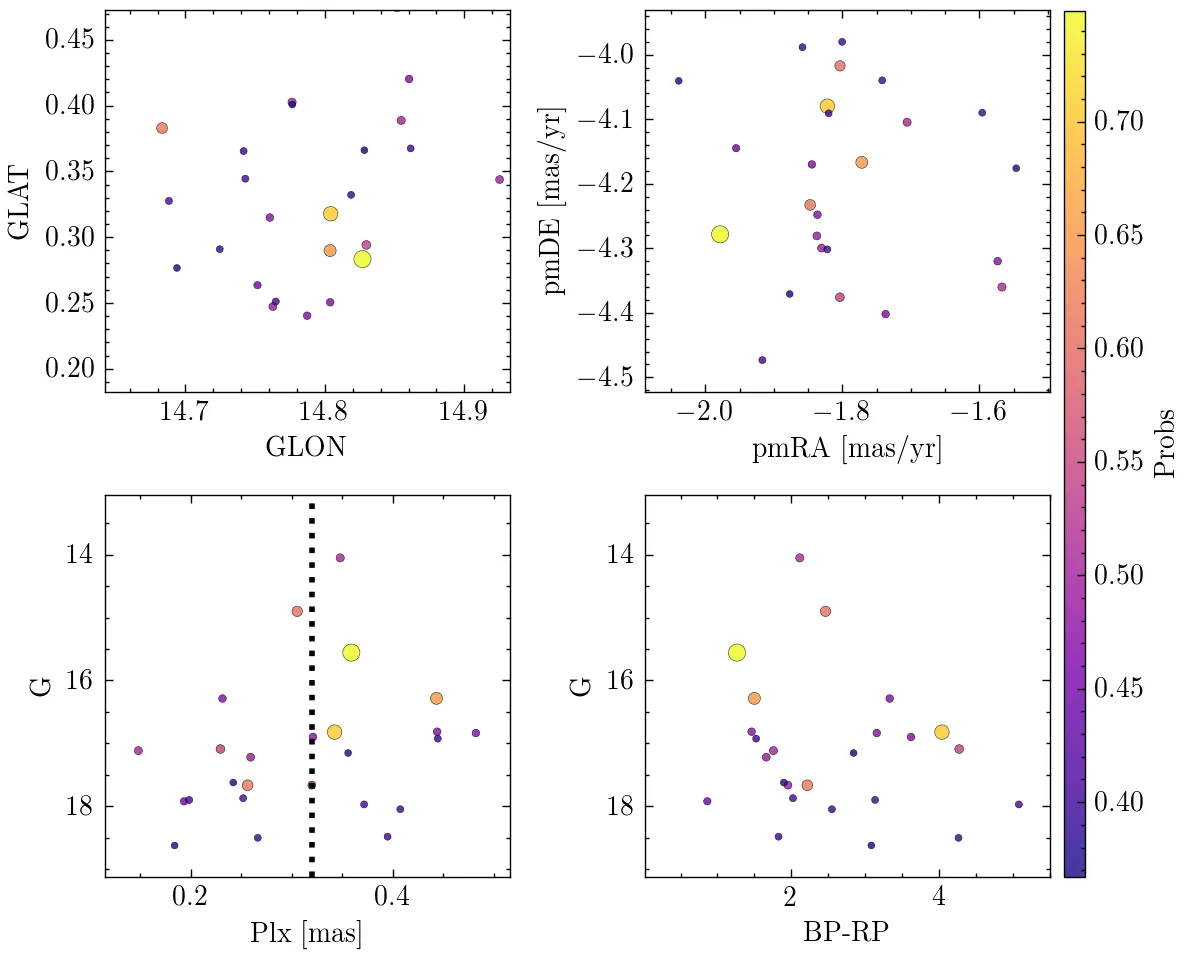 0.45
0.40
0.35
0.30
0.25
0.20
GLAT
14.7 14.8 14.9
GLON
−4.0
−4.1
−4.2
−4.3
−4.4
−4.5
pmDE [mas/yr]
−2.0 −1.8 −1.6
pmRA [mas/yr]
14
16
18
G
0.2 0.4
Plx [mas]
14
16
18
G
2 4
BP-RP
0.70
0.65
0.60
0.55
0.50
0.45
0.40
Probs